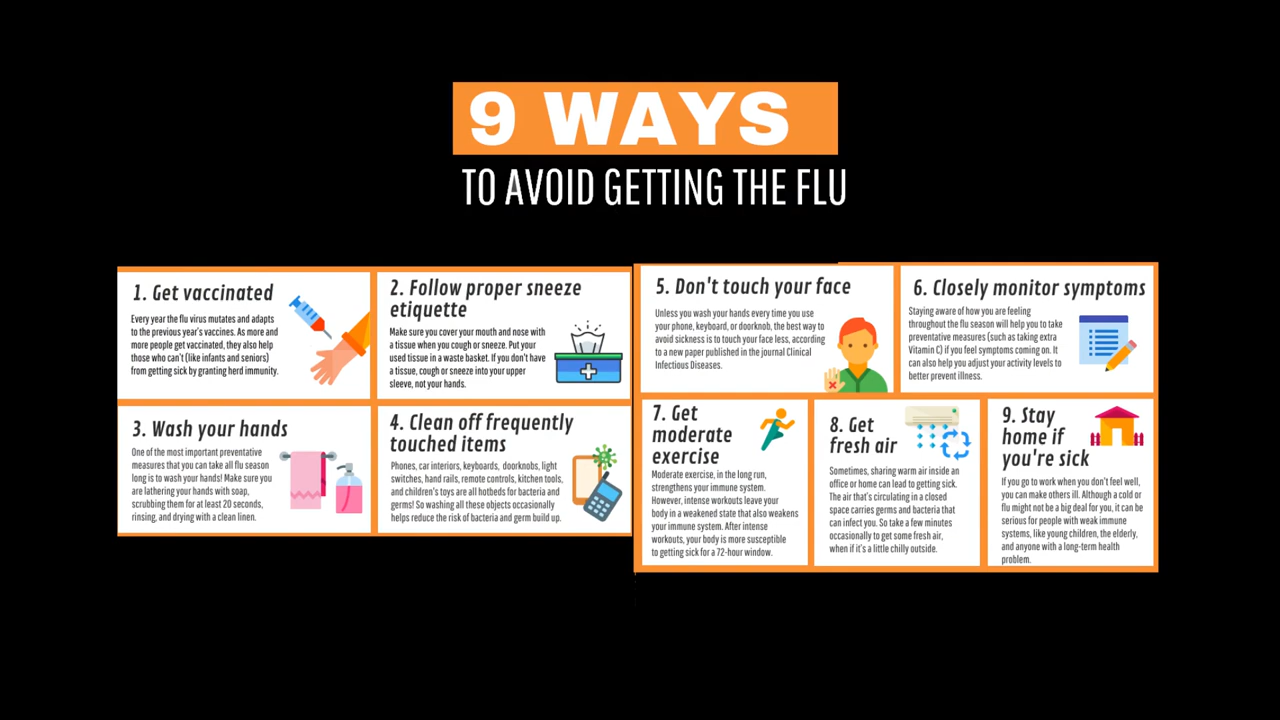 9 WAYS
TO AVOID GETTING THE FLU
1. Get vaccinated
Every year the flu virus mutates and adapts
to the previous year's vaccines. As more and
more people get vaccinated, they also help
those who can't (like infants and seniors)
from getting sick by granting herd immunity.
2. Follow proper sneeze
etiquette
Make sure you cover your mouth and nose with
a tissue when you cough or sneeze. Put your
used tissue in a waste basket. If you don't have
a tissue, cough or sneeze into your upper
sleeve, not your hands.
3. Wash your hands
One of the most important preventative
measures that you can take all flu season
long is to wash your hands! Make sure you
are lathering your hands with soap,
scrubbing them for at least 20 seconds,
rinsing, and drying with a clean linen.
4. Clean off frequently
touched items
Phones, car interiors, keyboards, doorknobs, light
switches, hand rails, remote controls, kitchen tools,
and children's toys are all hotbeds for bacteria and
germs! So washing all these objects occasionally
helps reduce the risk of bacteria and germ build up.
5. Don't touch your face
Unless you wash your hands every time you use
your phone, keyboard, or doorknob, the best way to
avoid sickness is to touch your face less, according
to a new paper published in the journal Clinical
Infectious Diseases.
6. Closely monitor symptoms
Staying aware of how you are feeling
throughout the flu season will help you to take
preventative measures (such as taking extra
Vitamin C) if you feel symptoms coming on. It
can also help you adjust your activity levels to
better prevent illness.
7. Get
moderate
exercise
Moderate exercise, in the long run,
strengthens your immune system.
However, intense workouts leave your
body in a weakened state that also weakens
your immune system. After intense
workouts, your body is more susceptible
to getting sick for a 72-hour window.
8. Get
fresh air
Sometimes, sharing warm air inside an
office or home can lead to getting sick.
The air that's circulating in a closed
space carries germs and bacteria that
can infect you. So take a few minutes
occasionally to get some fresh air,
when if it's a little chilly outside.
9. Stay
home if
you're sick
If you go to work when you don't feel well,
you can make others ill. Although a cold or
flu might not be a big deal for you, it can be
serious for people with weak immune
systems, like young children, the elderly,
and anyone with a long-term health
problem.